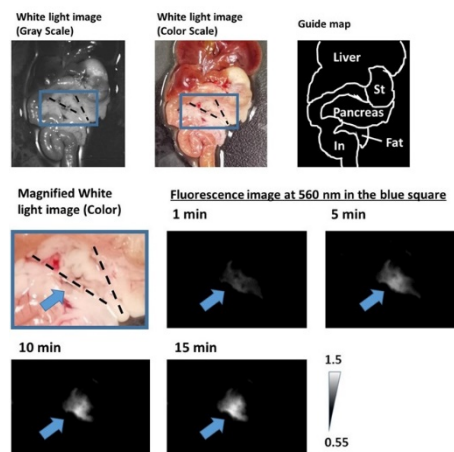 White light image
(Gray Scale)
White light image
(Color Scale)
Guide map
Liver
St
Pancreas
Fat
In
Magnified White
light image (Color)
Fluorescence image at 560 nm in the blue square
1 min
5 min
10 min
15 min
1.5
0.55